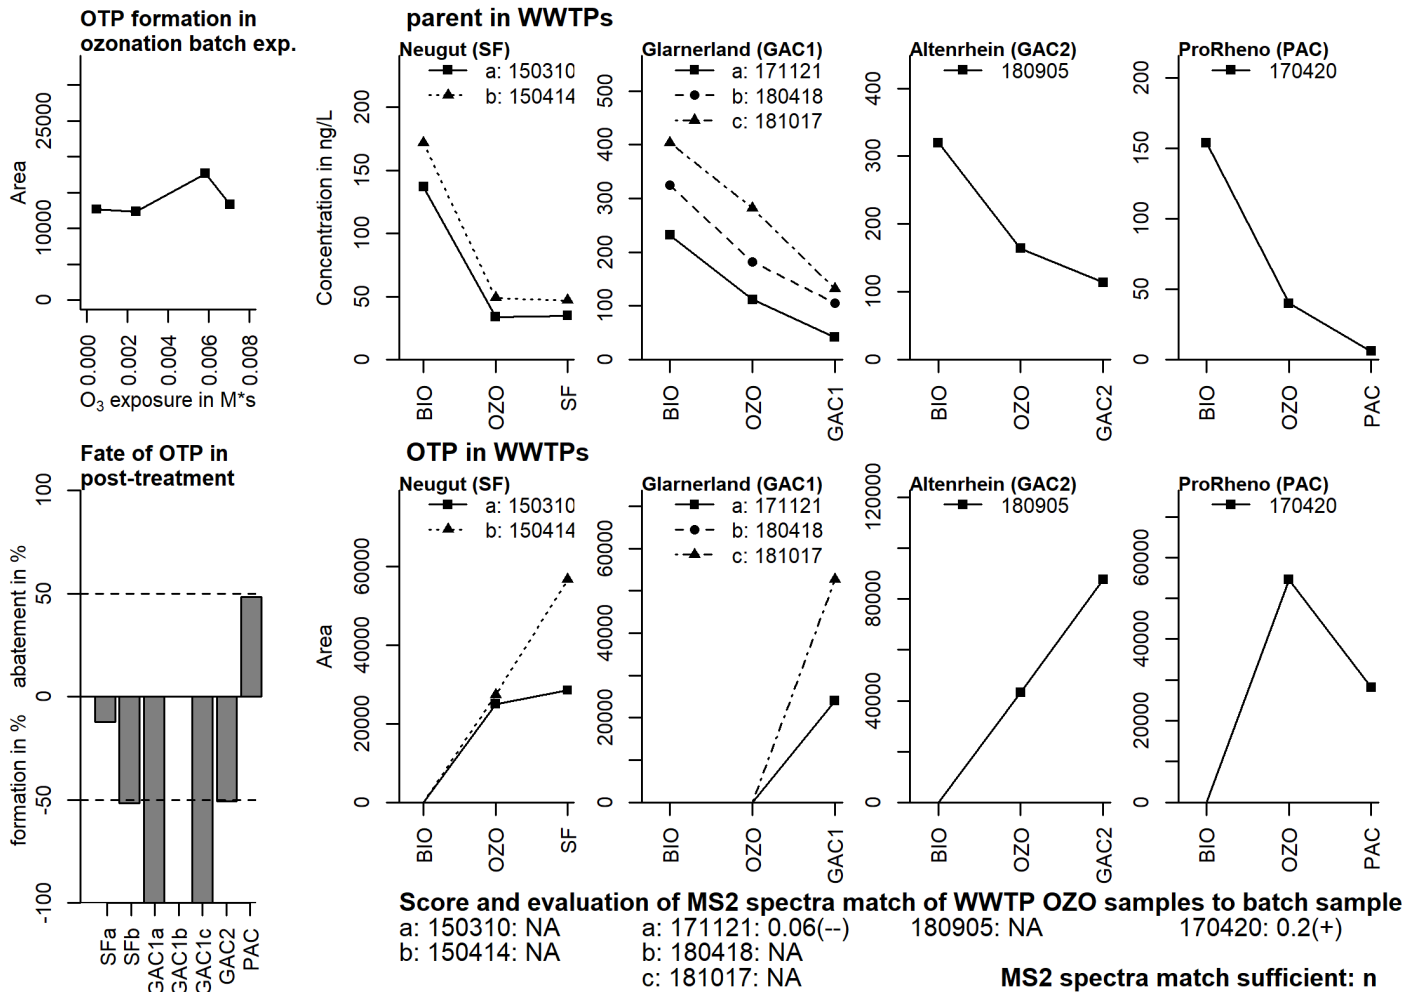 OTP formation in
ozonation batch exp.
Area
0
10000
25000
0.000
0.002
0.004
0.006
0.008
O3 exposure in M*s
parent in WWTPs
Neugut (SF)
a: 150310
b: 150414
Concentration in ng/L
0
50
100
150
200
BIO
OZO
SF
Glarnerland (GAC1)
a: 171121
b: 180418
c: 181017
0
100
200
300
400
500
BIO
OZO
GAC1
Altenrhein (GAC2)
180905
0
100
200
300
400
BIO
OZO
GAC2
ProRheno (PAC)
170420
0
50
100
150
200
BIO
OZO
PAC
Fate of OTP in
post-treatment
formation in % abatement in %
-100
-50
0
50
100
SFa
SFb
GAC1a
GAC1b
GAC1c
GAC2
PAC
OTP in WWTPs
Neugut (SF)
a: 150310
b: 150414
Area
0
20000
40000
60000
BIO
OZO
SF
Glarnerland (GAC1)
a: 171121
b: 180418
c: 181017
0
20000
40000
60000
BIO
OZO
GAC1
Altenrhein (GAC2)
180905
0
40000
80000
120000
BIO
OZO
GAC2
ProRheno (PAC)
170420
0
20000
40000
60000
BIO
OZO
PAC
Score and evaluation of MS2 spectra match of WWTP OZO samples to batch sample
a: 150310: NA
b: 150414: NA
a: 171121: 0.06(--)
b: 180418: NA
c: 181017: NA
180905: NA
170420: 0.2(+)
MS2 spectra match sufficient: n